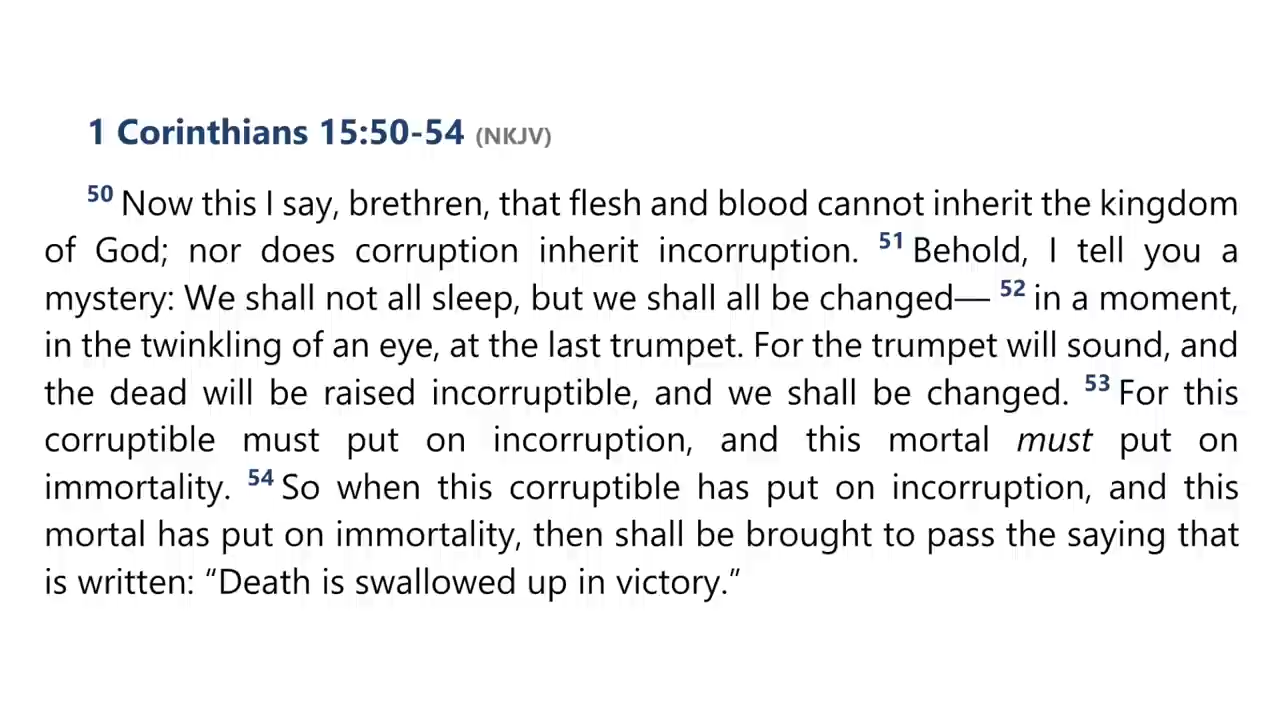 1 Corinthians 15:50-54 (NKJV)
50 Now this I say, brethren, that flesh and blood cannot inherit the kingdom
of God; nor does corruption inherit incorruption. 51 Behold, I tell you a
mystery: We shall not all sleep, but we shall all be changed— 52 in a moment,
in the twinkling of an eye, at the last trumpet. For the trumpet will sound, and
the dead will be raised incorruptible, and we shall be changed. 53 For this
corruptible must put on incorruption, and this mortal must put on
immortality. 54 So when this corruptible has put on incorruption, and this
mortal has put on immortality, then shall be brought to pass the saying that
is written: “Death is swallowed up in victory.”